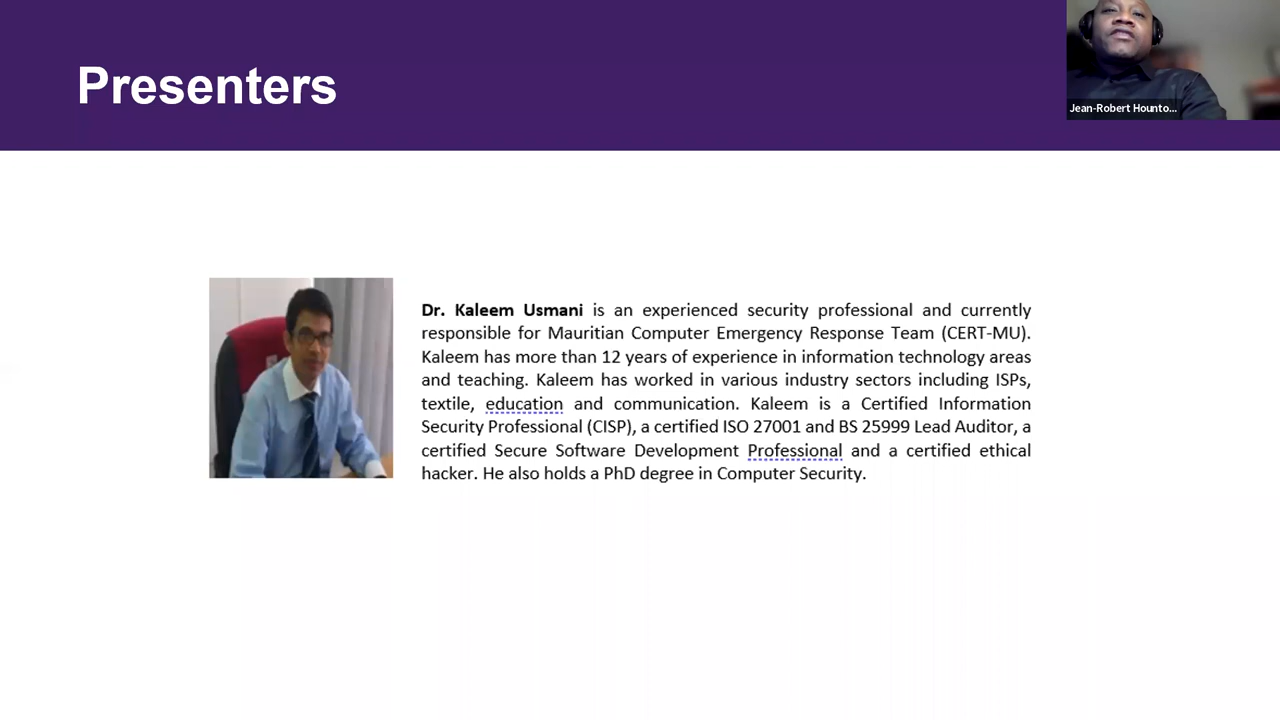 Presenters
Jean-Robert Hounto...
Dr. Kaleem Usmani is an experienced security professional and currently
responsible for Mauritian Computer Emergency Response Team (CERT-MU).
Kaleem has more than 12 years of experience in information technology areas
and teaching. Kaleem has worked in various industry sectors including ISPs,
textile, education and communication. Kaleem is a Certified Information
Security Professional (CISP), a certified ISO 27001 and BS 25999 Lead Auditor, a
certified Secure Software Development Professional and a certified ethical
hacker. He also holds a PhD degree in Computer Security.